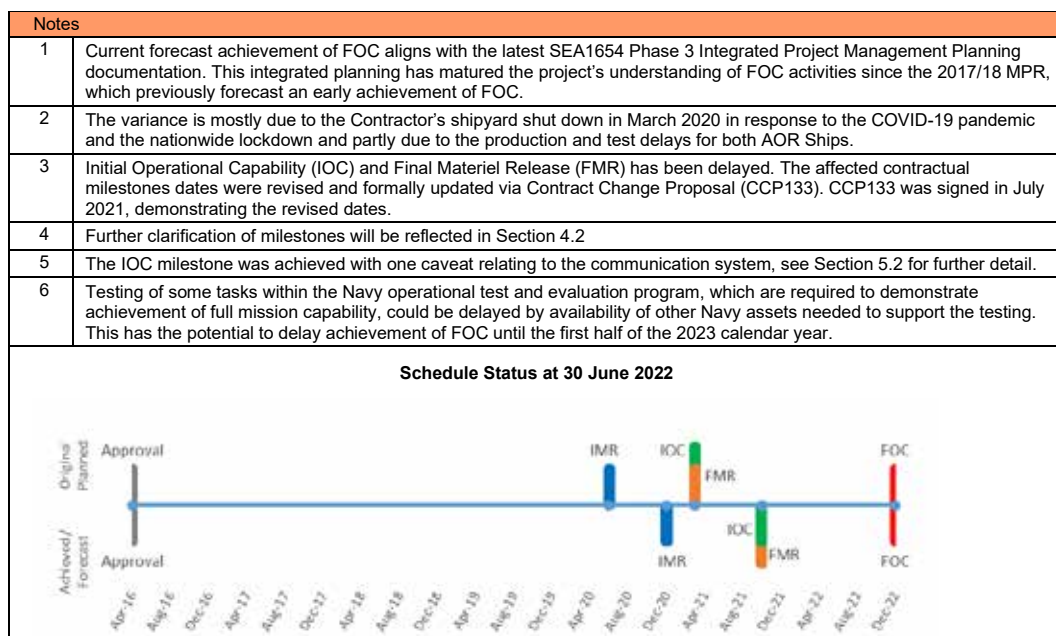 Notes
1 Current forecast achievement of FOC aligns with the latest SEA1654 Phase 3 Integrated Project Management Planning
documentation. This integrated planning has matured the project's understanding of FOC activities since the 2017/18 MPR,
which previously forecast an early achievement of FOC.
2 The variance is mostly due to the Contractor's shipyard shut down in March 2020 in response to the COVID-19 pandemic
and the nationwide lockdown and partly due to the production and test delays for both AOR Ships.
3 Initial Operational Capability (IOC) and Final Materiel Release (FMR) has been delayed. The affected contractual
milestones dates were revised and formally updated via Contract Change Proposal (CCP133). CCP133 was signed in July
2021, demonstrating the revised dates.
4 Further clarification of milestones will be reflected in Section 4.2
5 The IOC milestone was achieved with one caveat relating to the communication system, see Section 5.2 for further detail.
6 Testing of some tasks within the Navy operational test and evaluation program, which are required to demonstrate
achievement of full mission capability, could be delayed by availability of other Navy assets needed to support the testing.
This has the potential to delay achievement of FOC until the first half of the 2023 calendar year.
Schedule Status at 30 June 2022
Original
Planned
Approval
IMR
IOC
FMR
FOC
Achieved/
Forecast
Approval
IMR
IOC
FMR
FOC
Apr-16 Aug-16 Dec-16 Apr-17 Aug-17 Dec-17 Apr-18 Aug-18 Dec-18 Apr-19 Aug-19 Dec-19 Apr-20 Aug-20 Dec-20 Apr-21 Aug-21 Dec-21 Apr-22 Aug-22 Dec-22